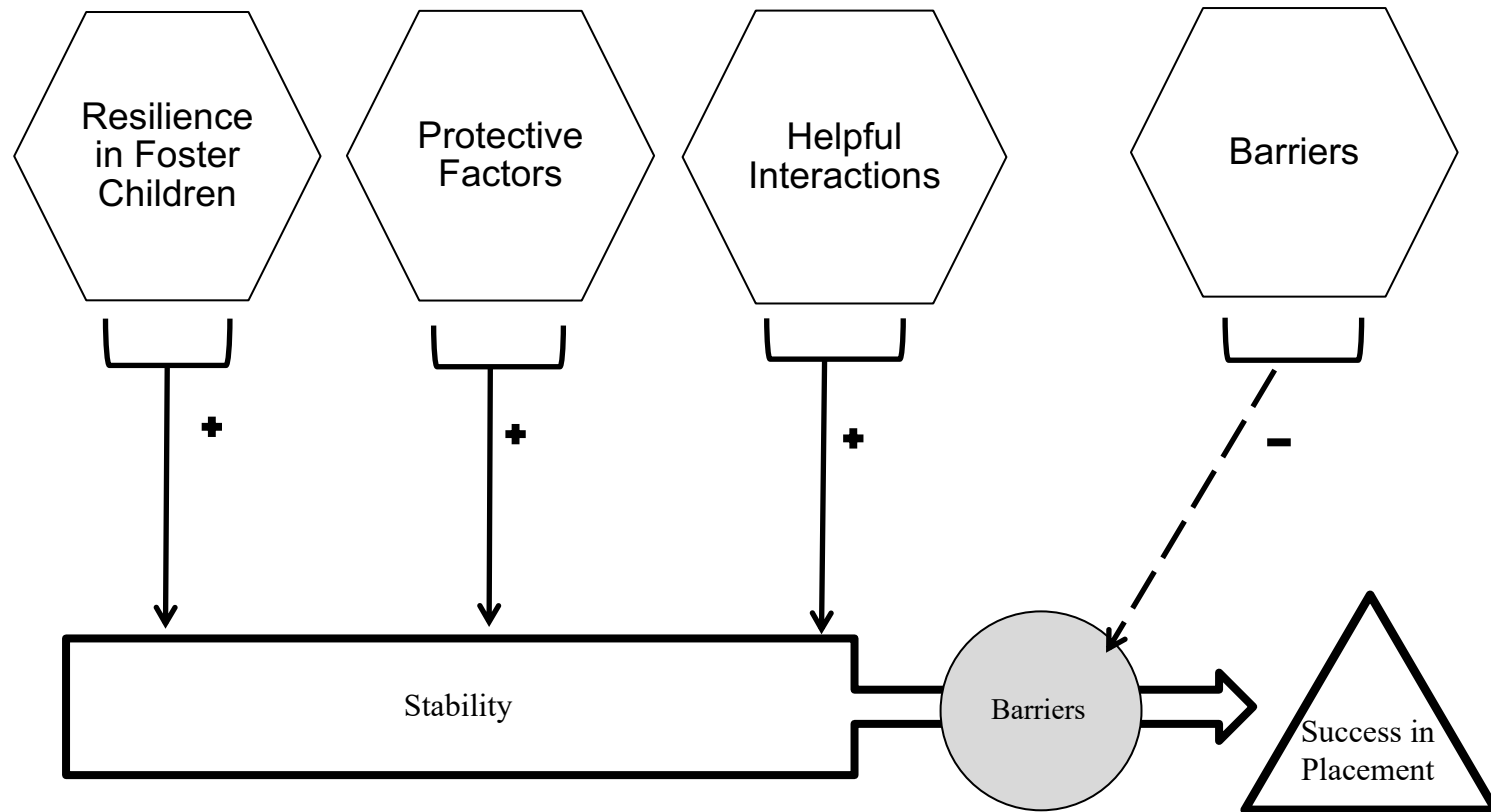 Resilience
in Foster
Children
Protective
Factors
Helpful
Interactions
Barriers
+
+
+
-
Stability
Barriers
Success in
Placement